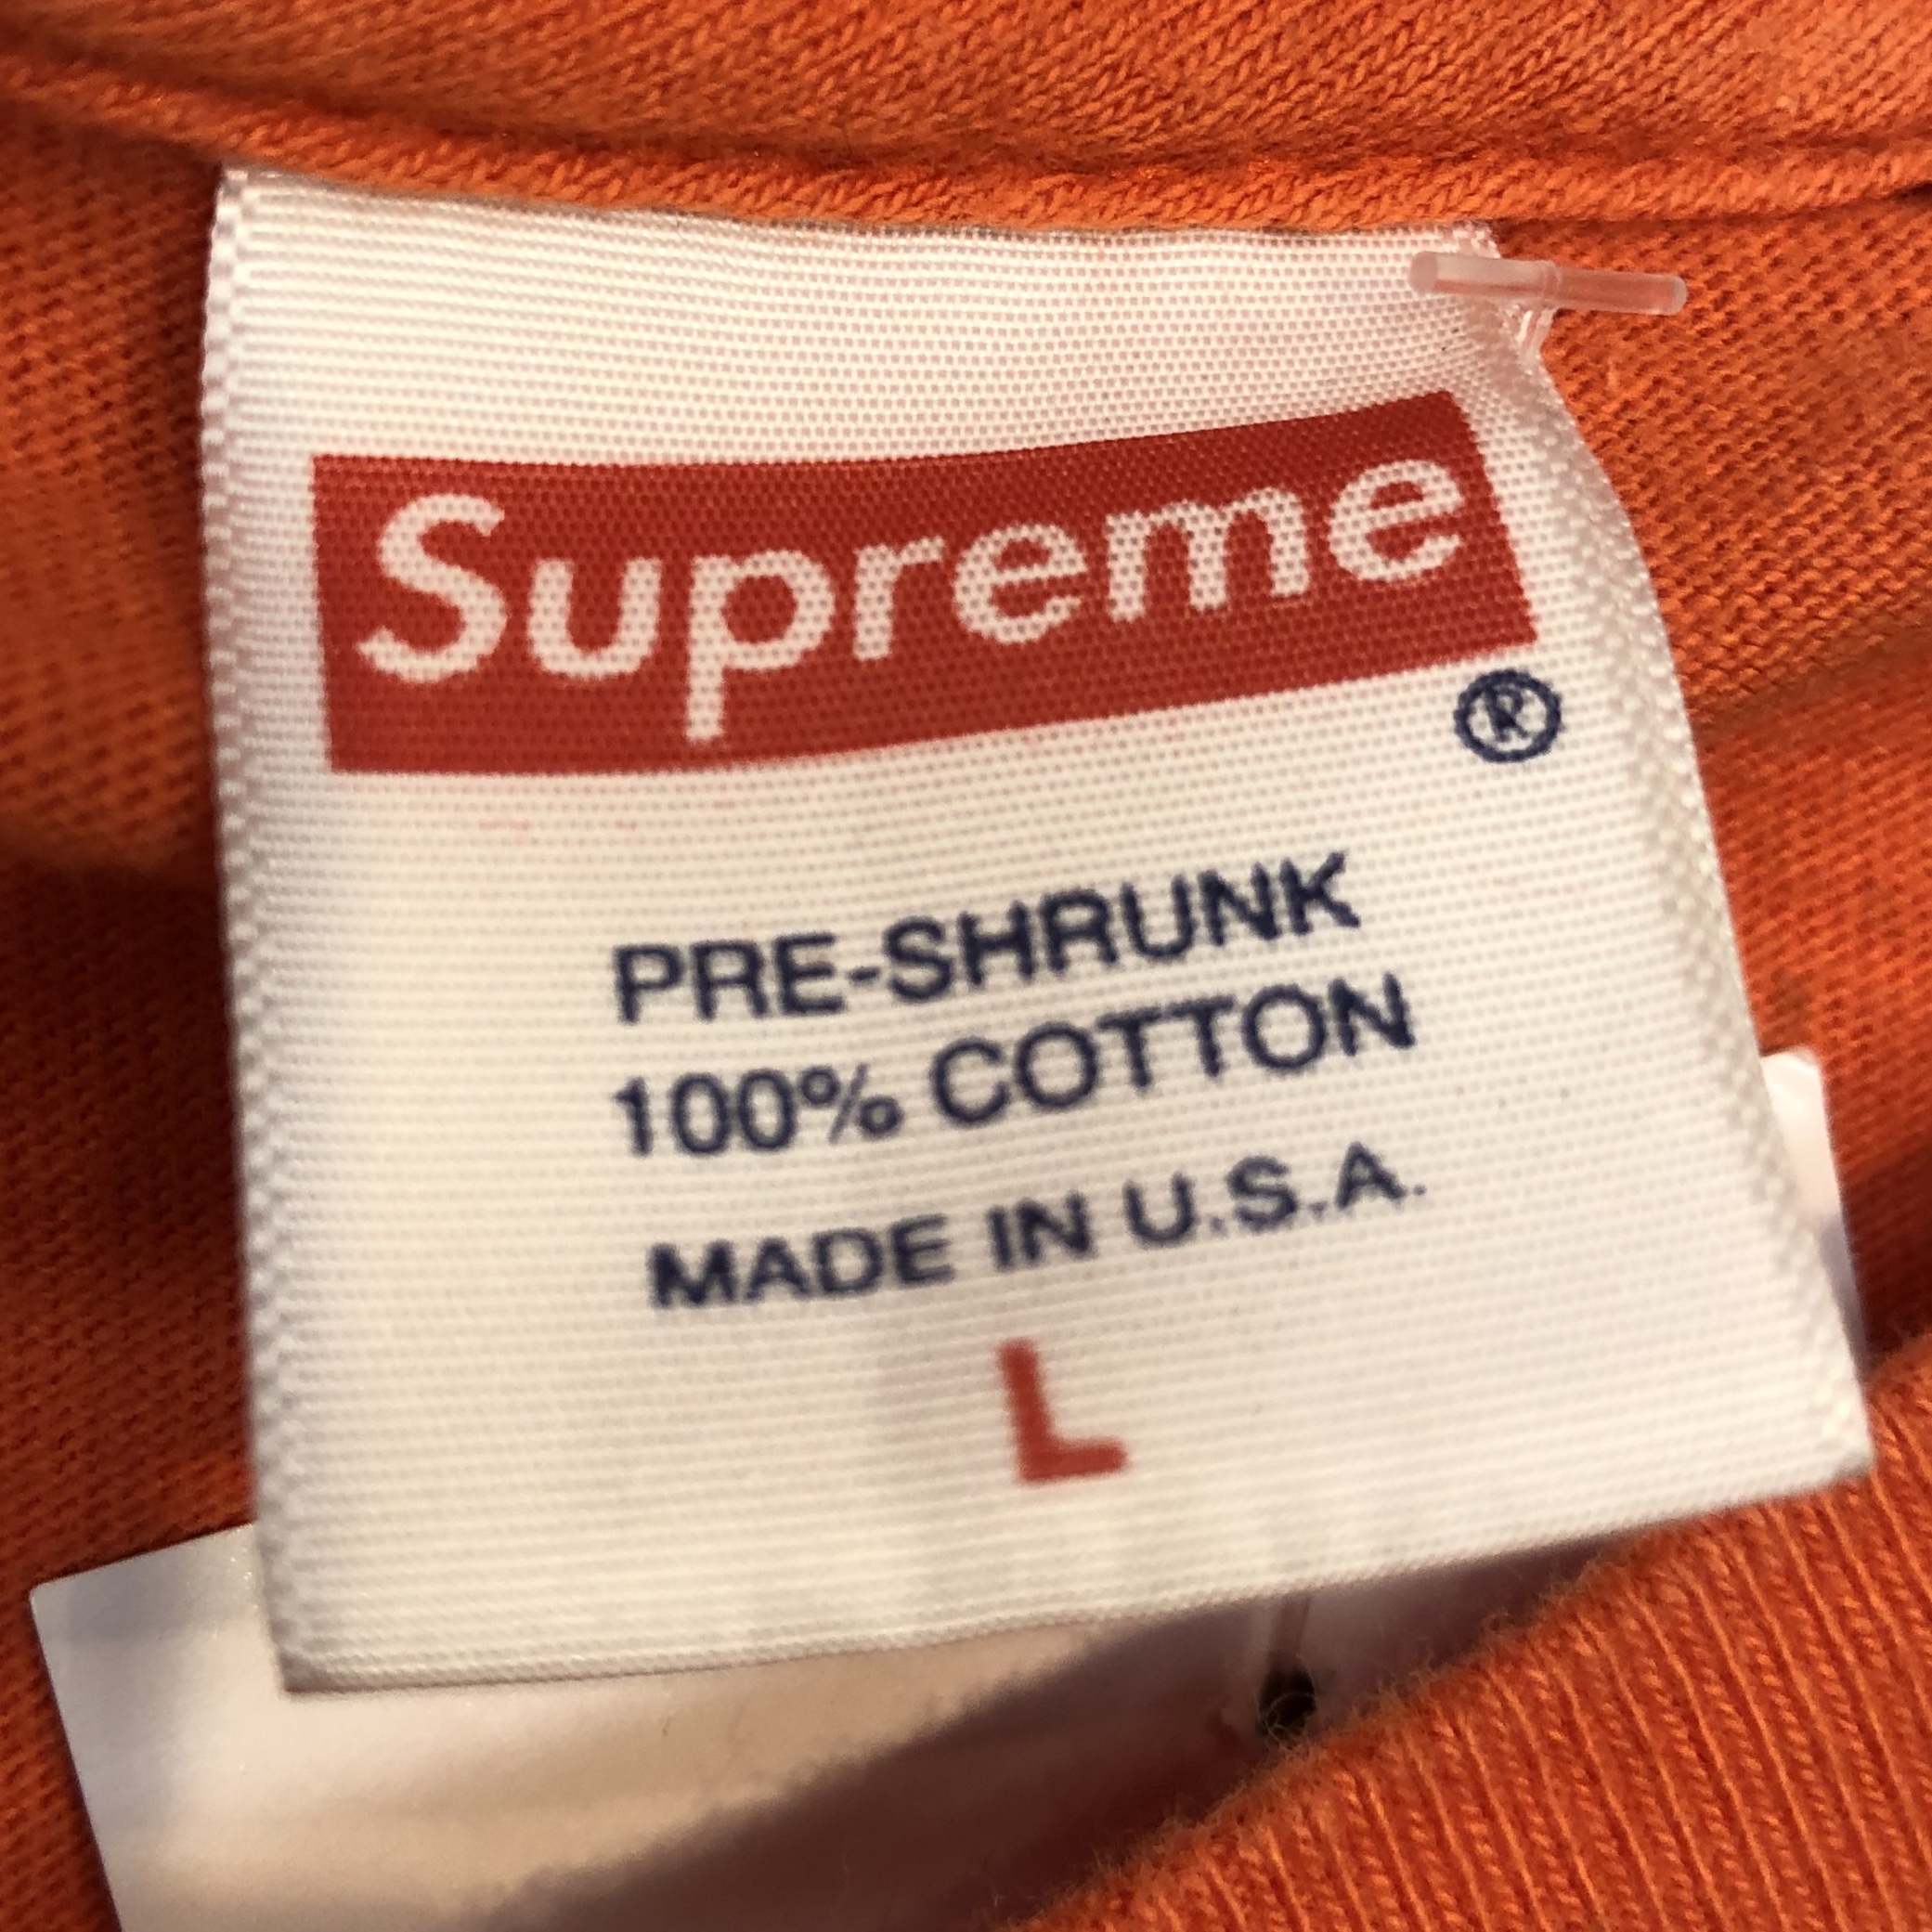 Supreme
®
PRE-SHRUNK
100% COTTON
MADE IN U.S.A.
L